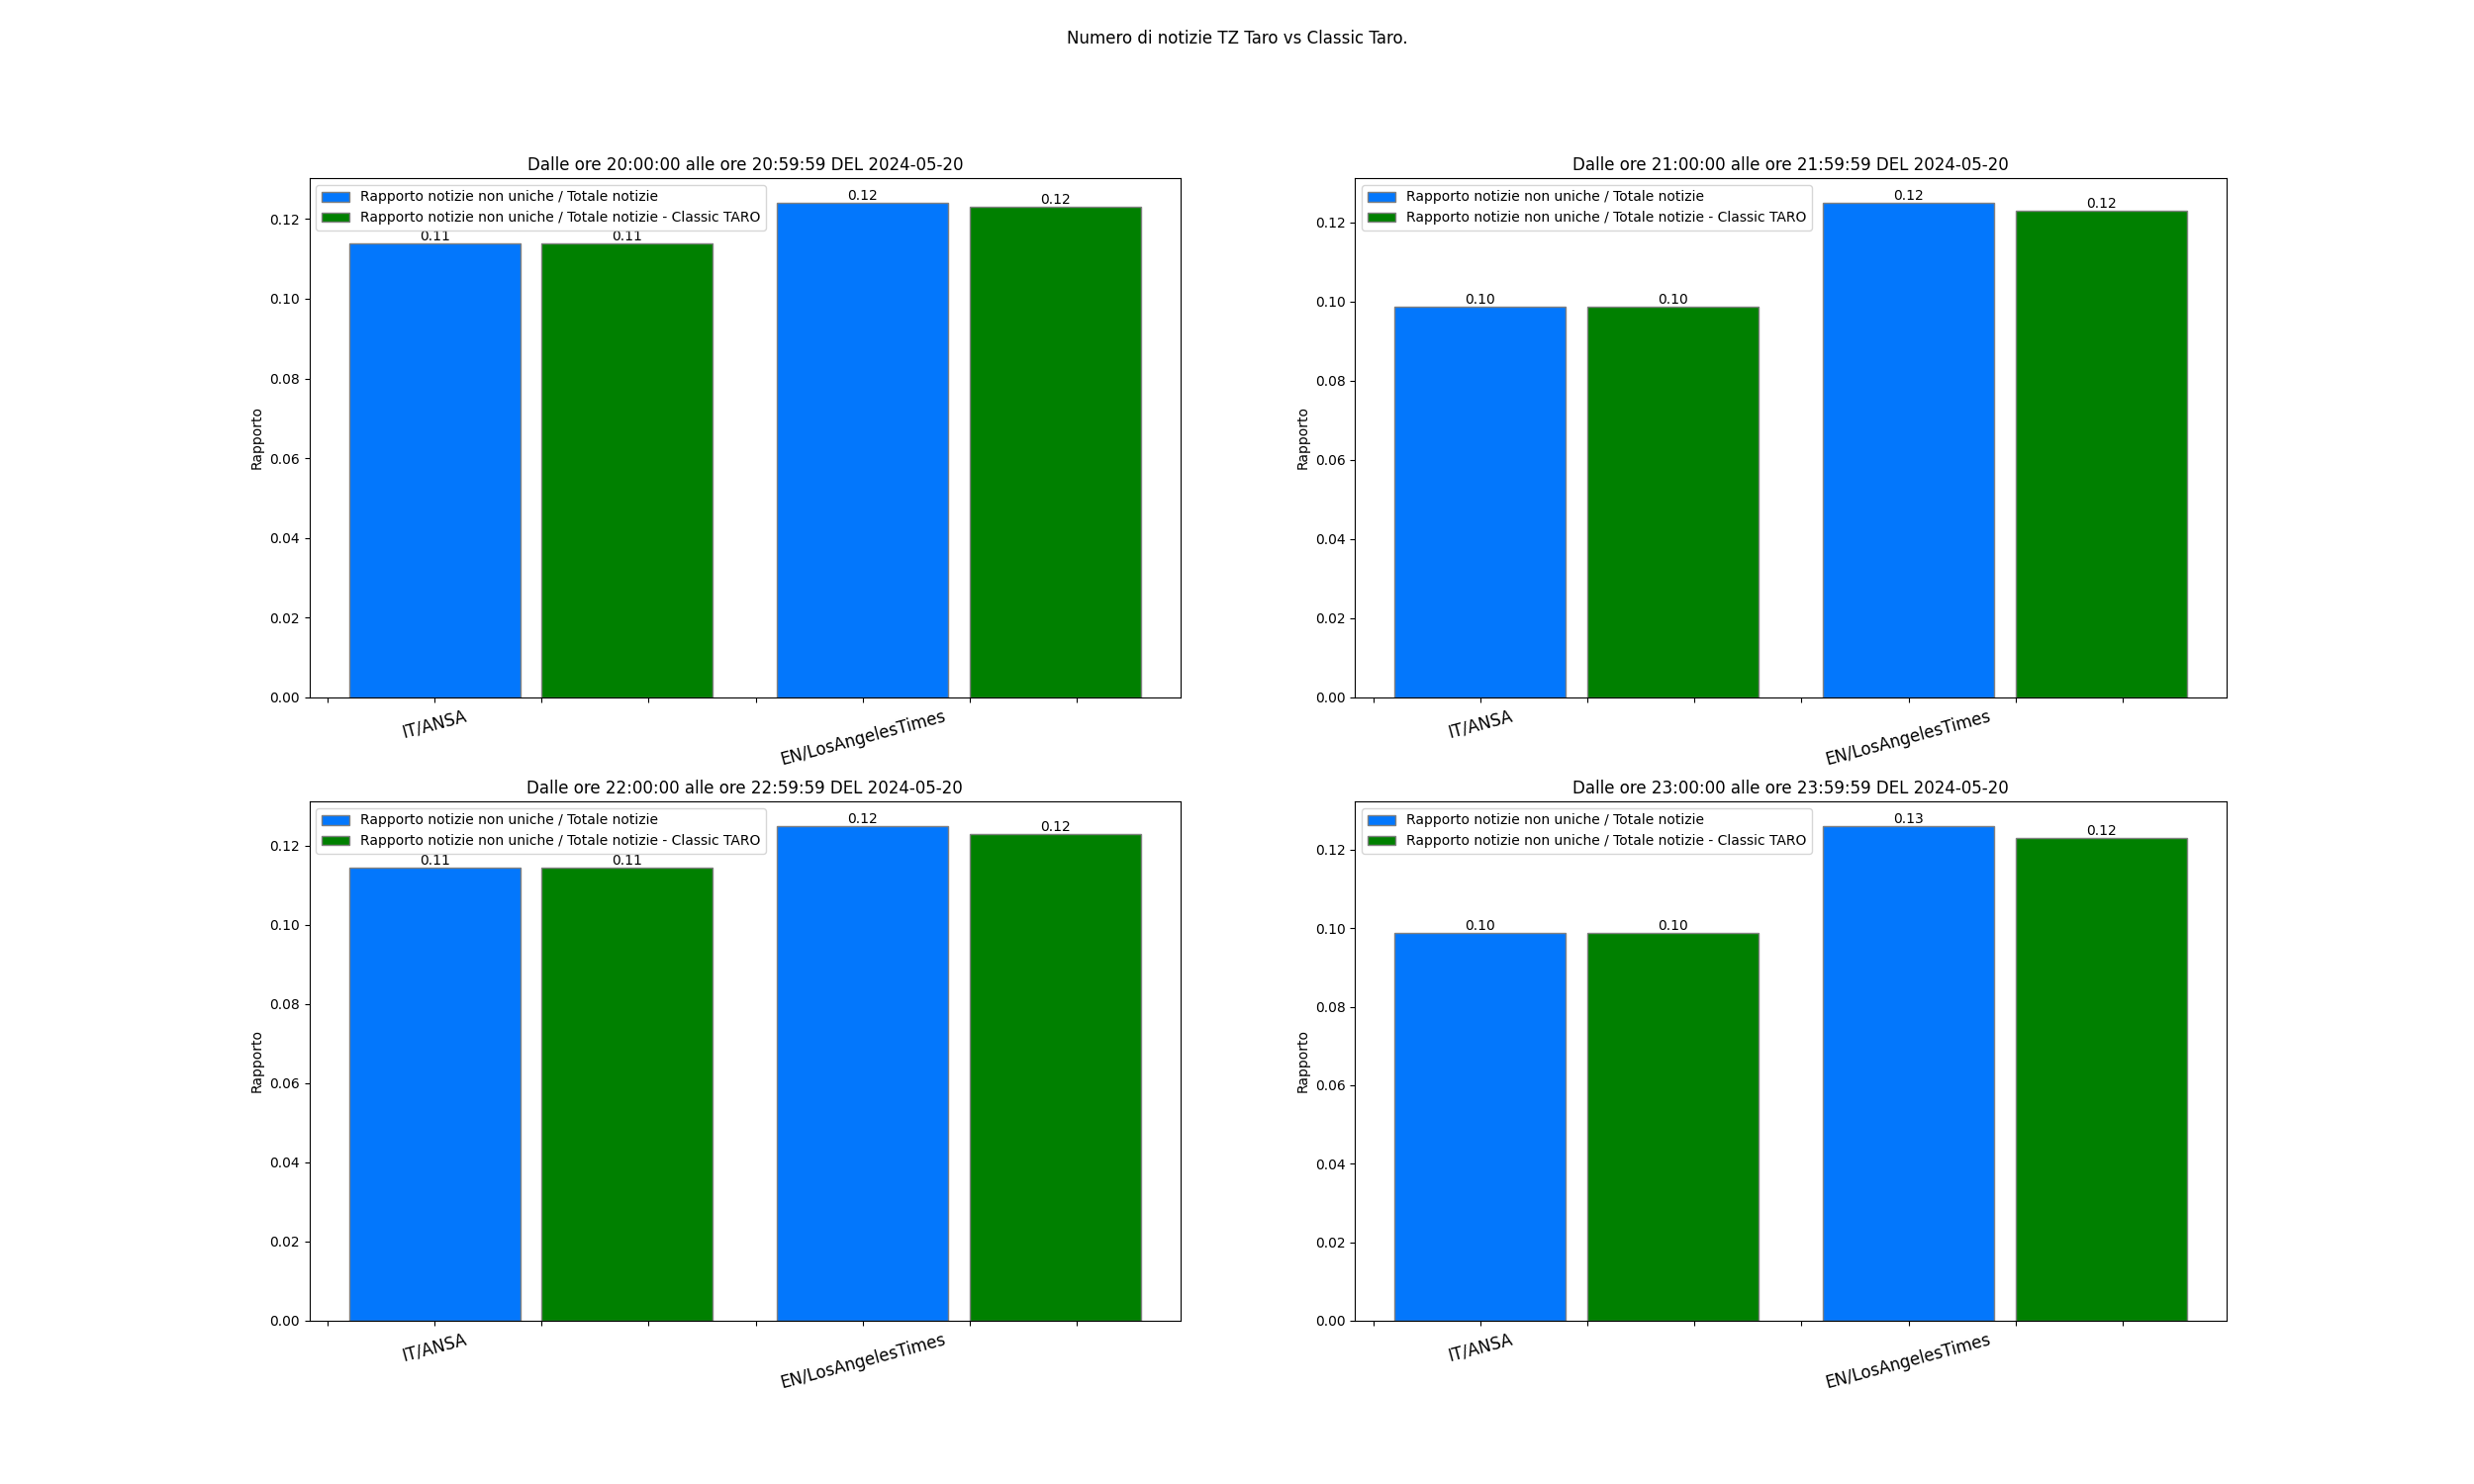 Numero di notizie TZ Taro vs Classic Taro.
Dalle ore 20:00:00 alle ore 20:59:59 DEL 2024-05-20
Rapporto notizie non uniche / Totale notizie
Rapporto notizie non uniche / Totale notizie - Classic TARO
0.11
0.11
0.12
0.12
0.12
0.10
0.08
0.06
0.04
0.02
0.00
Rapporto
IT/ANSA
EN/LosAngelesTimes
Dalle ore 21:00:00 alle ore 21:59:59 DEL 2024-05-20
Rapporto notizie non uniche / Totale notizie
Rapporto notizie non uniche / Totale notizie - Classic TARO
0.10
0.10
0.12
0.12
0.12
0.10
0.08
0.06
0.04
0.02
0.00
Rapporto
IT/ANSA
EN/LosAngelesTimes
Dalle ore 22:00:00 alle ore 22:59:59 DEL 2024-05-20
Rapporto notizie non uniche / Totale notizie
Rapporto notizie non uniche / Totale notizie - Classic TARO
0.11
0.11
0.12
0.12
0.12
0.10
0.08
0.06
0.04
0.02
0.00
Rapporto
IT/ANSA
EN/LosAngelesTimes
Dalle ore 23:00:00 alle ore 23:59:59 DEL 2024-05-20
Rapporto notizie non uniche / Totale notizie
Rapporto notizie non uniche / Totale notizie - Classic TARO
0.10
0.10
0.13
0.12
0.12
0.10
0.08
0.06
0.04
0.02
0.00
Rapporto
IT/ANSA
EN/LosAngelesTimes